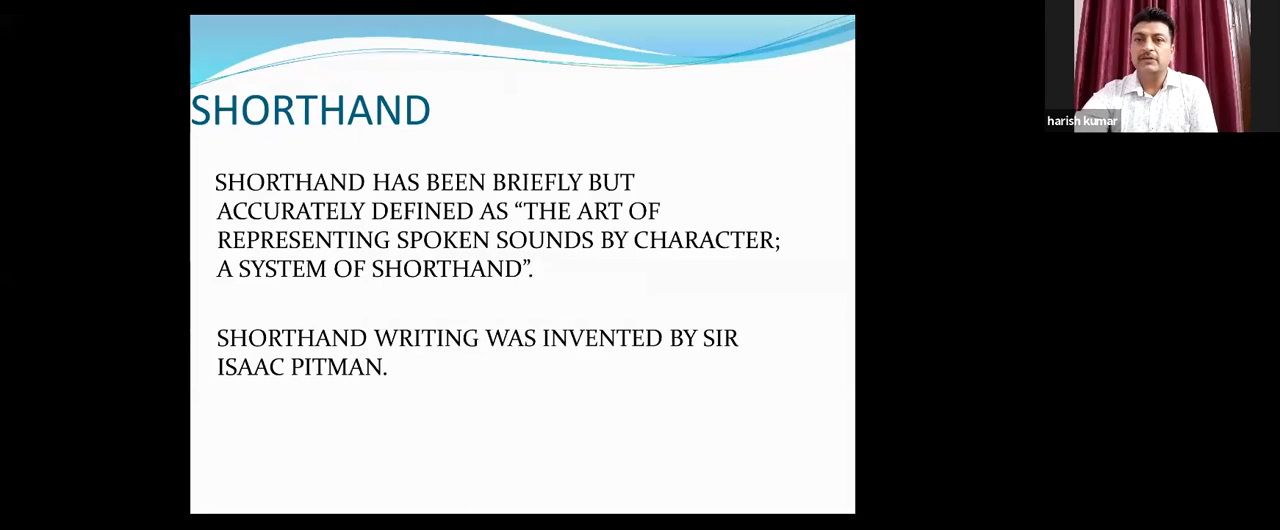 SHORTHAND
SHORTHAND HAS BEEN BRIEFLY BUT
ACCURATELY DEFINED AS “THE ART OF
REPRESENTING SPOKEN SOUNDS BY CHARACTER;
A SYSTEM OF SHORTHAND”.
SHORTHAND WRITING WAS INVENTED BY SIR
ISAAC PITMAN.
harish kumar